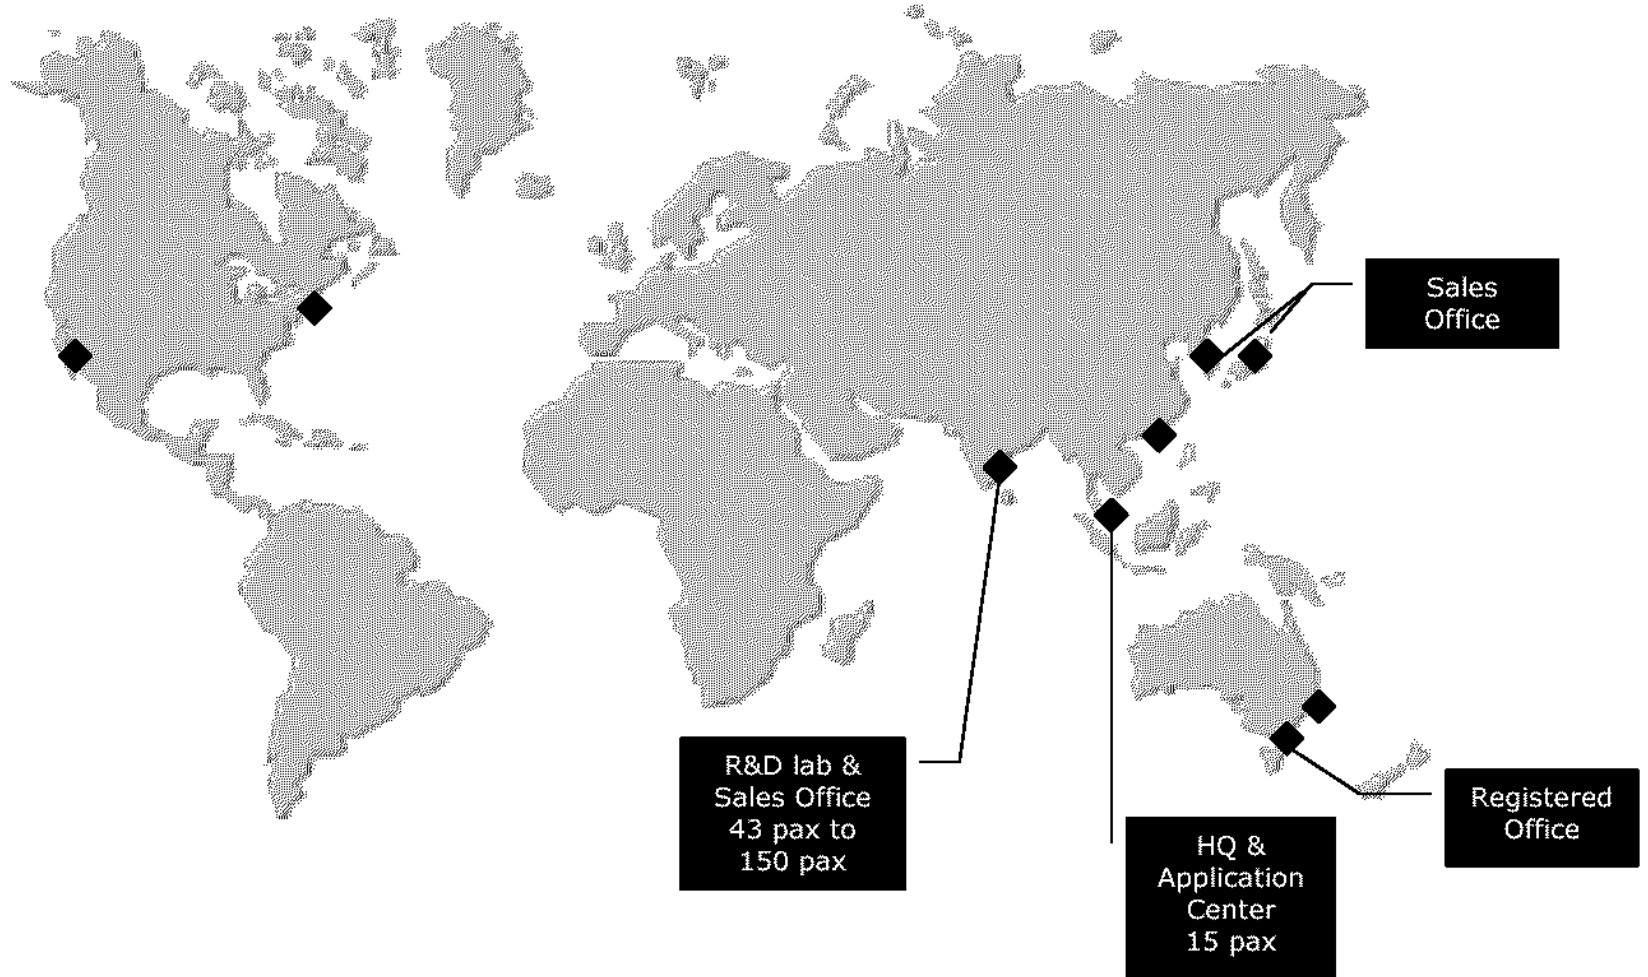 Sales
Office
R&D lab &
Sales Office
43 pax to
150 pax
HQ &
Application
Center
15 pax
Registered
Office